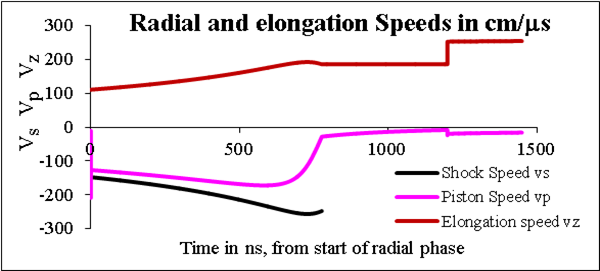 Radial and elongation Speeds in cm/μs
Vs Vp Vz
300
200
100
0
-100
-200
-300
0
500
1000
1500
Shock Speed vs
Piston Speed vp
Elongation speed vz
Time in ns, from start of radial phase